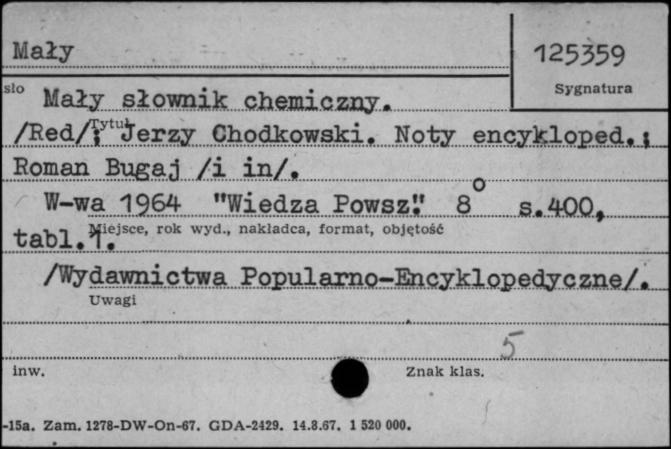 Mały
125359
Sygnatura
sło
Mały słownik chemiczny.
Tytuł
/Red/; Jerzy Chodkowski. Noty encykloped.;
Roman Bugaj /i in/.
W-wa 1964 "Wiedza Powsz." 8° s.400,
Miejsce, rok wyd., nakładca, format, objętość
tabl.1.
/Wydawnictwa Popularno-Encyklopedyczne/.
Uwagi
5
inw.
Znak klas.
-15a. Zam. 1278-DW-On-67. GDA-2429. 14.8.67. 1 520 000.